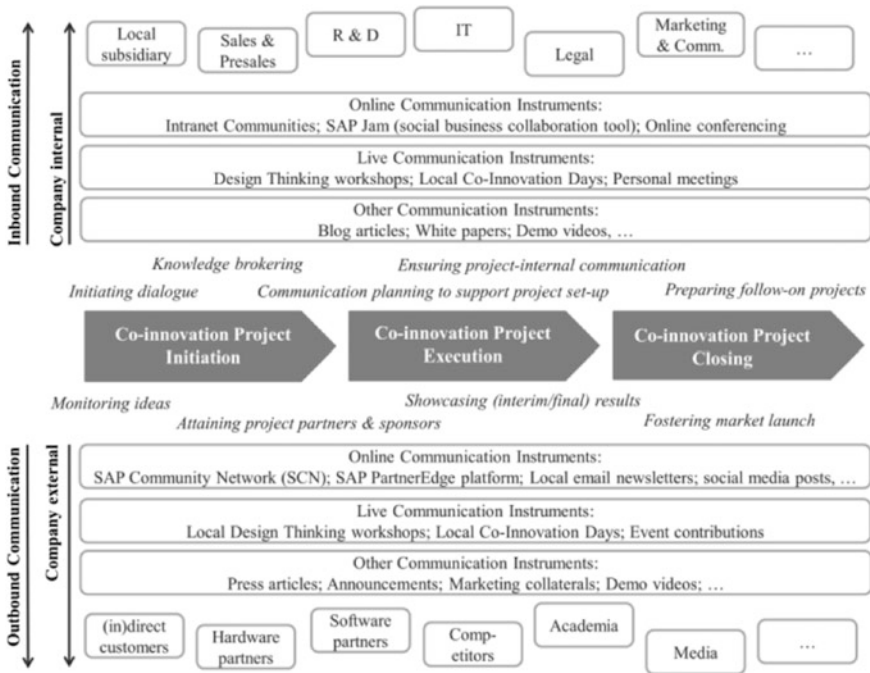 Inbound Communication
Company internal
Local
subsidiary
Sales &
Presales
R & D
IT
Legal
Marketing
& Comm.
…
Online Communication Instruments:
Intranet Communities; SAP Jam (social business collaboration tool); Online conferencing
Live Communication Instruments:
Design Thinking workshops; Local Co-Innovation Days; Personal meetings
Other Communication Instruments:
Blog articles; White papers; Demo videos, …
Knowledge brokering
Ensuring project-internal communication
Initiating dialogue
Communication planning to support project set-up
Preparing follow-on projects
Co-innovation Project
Initiation
Co-innovation Project
Execution
Co-innovation Project
Closing
Monitoring ideas
Showcasing (interim/final) results
Attaining project partners & sponsors
Fostering market launch
Outbound Communication
Company external
Online Communication Instruments:
SAP Community Network (SCN); SAP PartnerEdge platform; Local email newsletters; social media posts, …
Live Communication Instruments:
Local Design Thinking workshops; Local Co-Innovation Days; Event contributions
Other Communication Instruments:
Press articles; Announcements; Marketing collaterals; Demo videos; …
(in)direct
customers
Hardware
partners
Software
partners
Comp-
etitors
Academia
Media
…